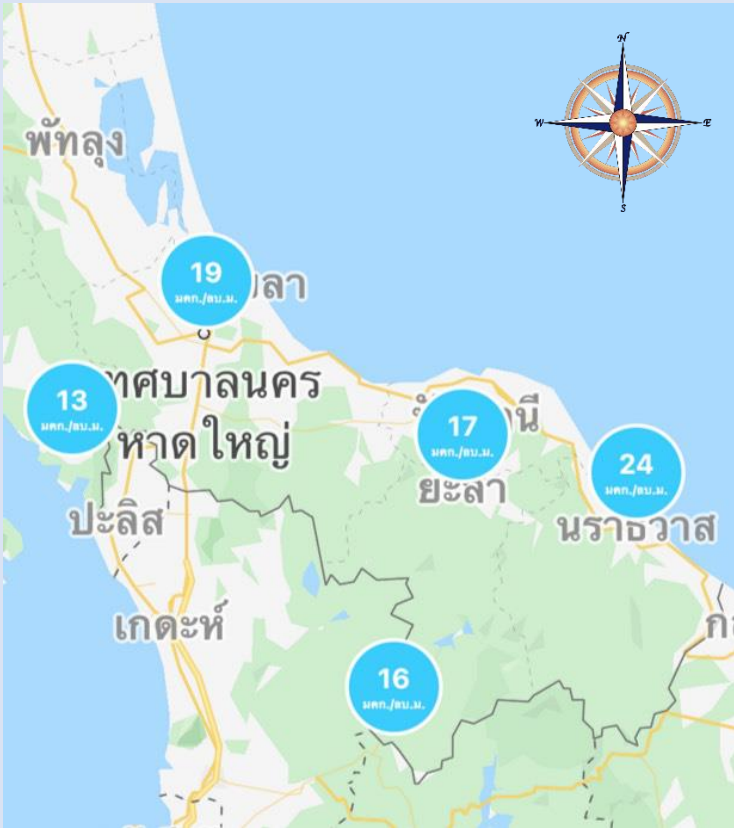 N
W
E
S
พัทลุง
19
มคก./ลบ.ม.
ลา
13
มคก./ลบ.ม.
ทศบาลนคร
หาดใหญ่
17
มคก./ลบ.ม.
นี
ยะลา
24
มคก./ลบ.ม.
นราธิวาส
ปะลิส
เกดะห์
16
มคก./ลบ.ม.